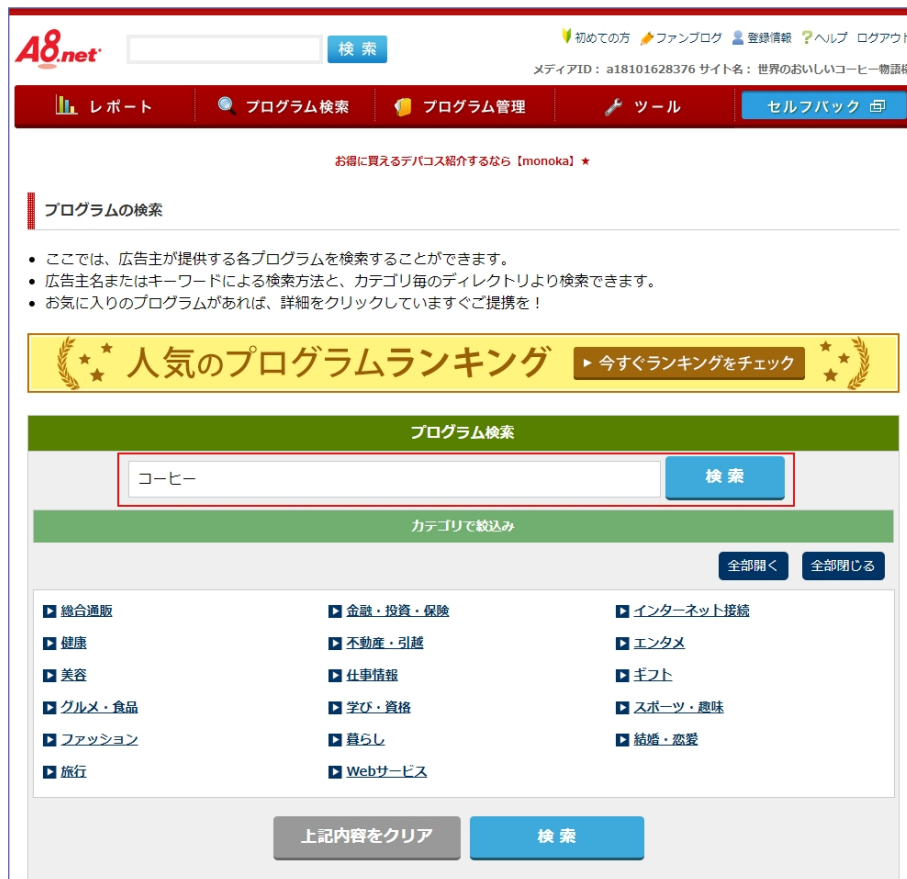 A8.net
検 索
初めての方 ファンブログ 登録情報 ヘルプ ログアウト
メディアID： a18101628376 サイト名： 世界のおいしいコーヒー物語様
レポート プログラム検索 プログラム管理 ツール セルフバック
お得に買えるデパコス紹介するなら【monoka】★
プログラムの検索
• ここでは、広告主が提供する各プログラムを検索することができます。
• 広告主名またはキーワードによる検索方法と、カテゴリ毎のディレクトリより検索できます。
• お気に入りのプログラムがあれば、詳細をクリックしていますぐご提携を！
人気のプログラムランキング 今すぐランキングをチェック
プログラム検索
コーヒー 検 索
カテゴリで絞込み
全部開く 全部閉じる
総合通販 金融・投資・保険 インターネット接続
健康 不動産・引越 エンタメ
美容 仕事情報 ギフト
グルメ・食品 学び・資格 スポーツ・趣味
ファッション 暮らし 結婚・恋愛
旅行 Webサービス
上記内容をクリア 検 索